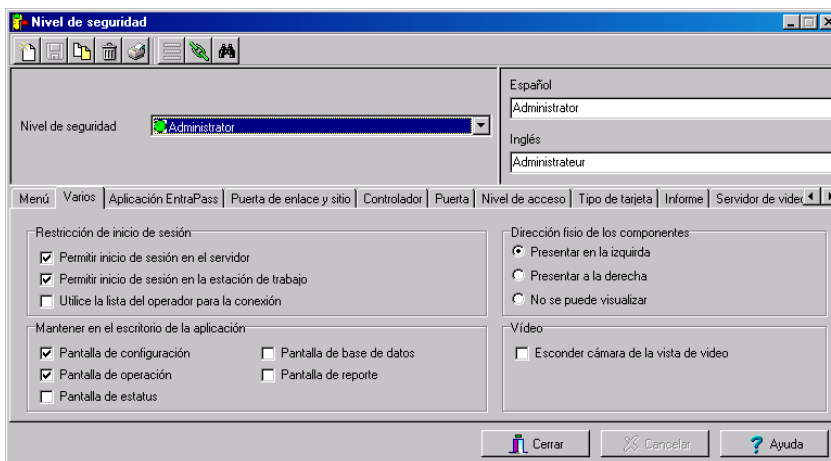 Nivel de seguridad
Español
Administrator
Nivel de seguridad
Administrator
Inglés
Administrateur
Menú
Varios
Aplicación EntraPass
Puerta de enlace y sitio
Controlador
Puerta
Nivel de acceso
Tipo de tarjeta
Informe
Servidor de video
Restricción de inicio de sesión
Permitir inicio de sesión en el servidor
Permitir inicio de sesión en la estación de trabajo
Utilice la lista del operador para la conexión
Dirección fisio de los componentes
Presentar en la izquirda
Presentar a la derecha
No se puede visualizar
Mantener en el escritorio de la aplicación
Pantalla de configuración
Pantalla de base de datos
Pantalla de operación
Pantalla de reporte
Pantalla de estatus
Vídeo
Esconder cámara de la vista de video
Cerrar
Cancelar
Ayuda